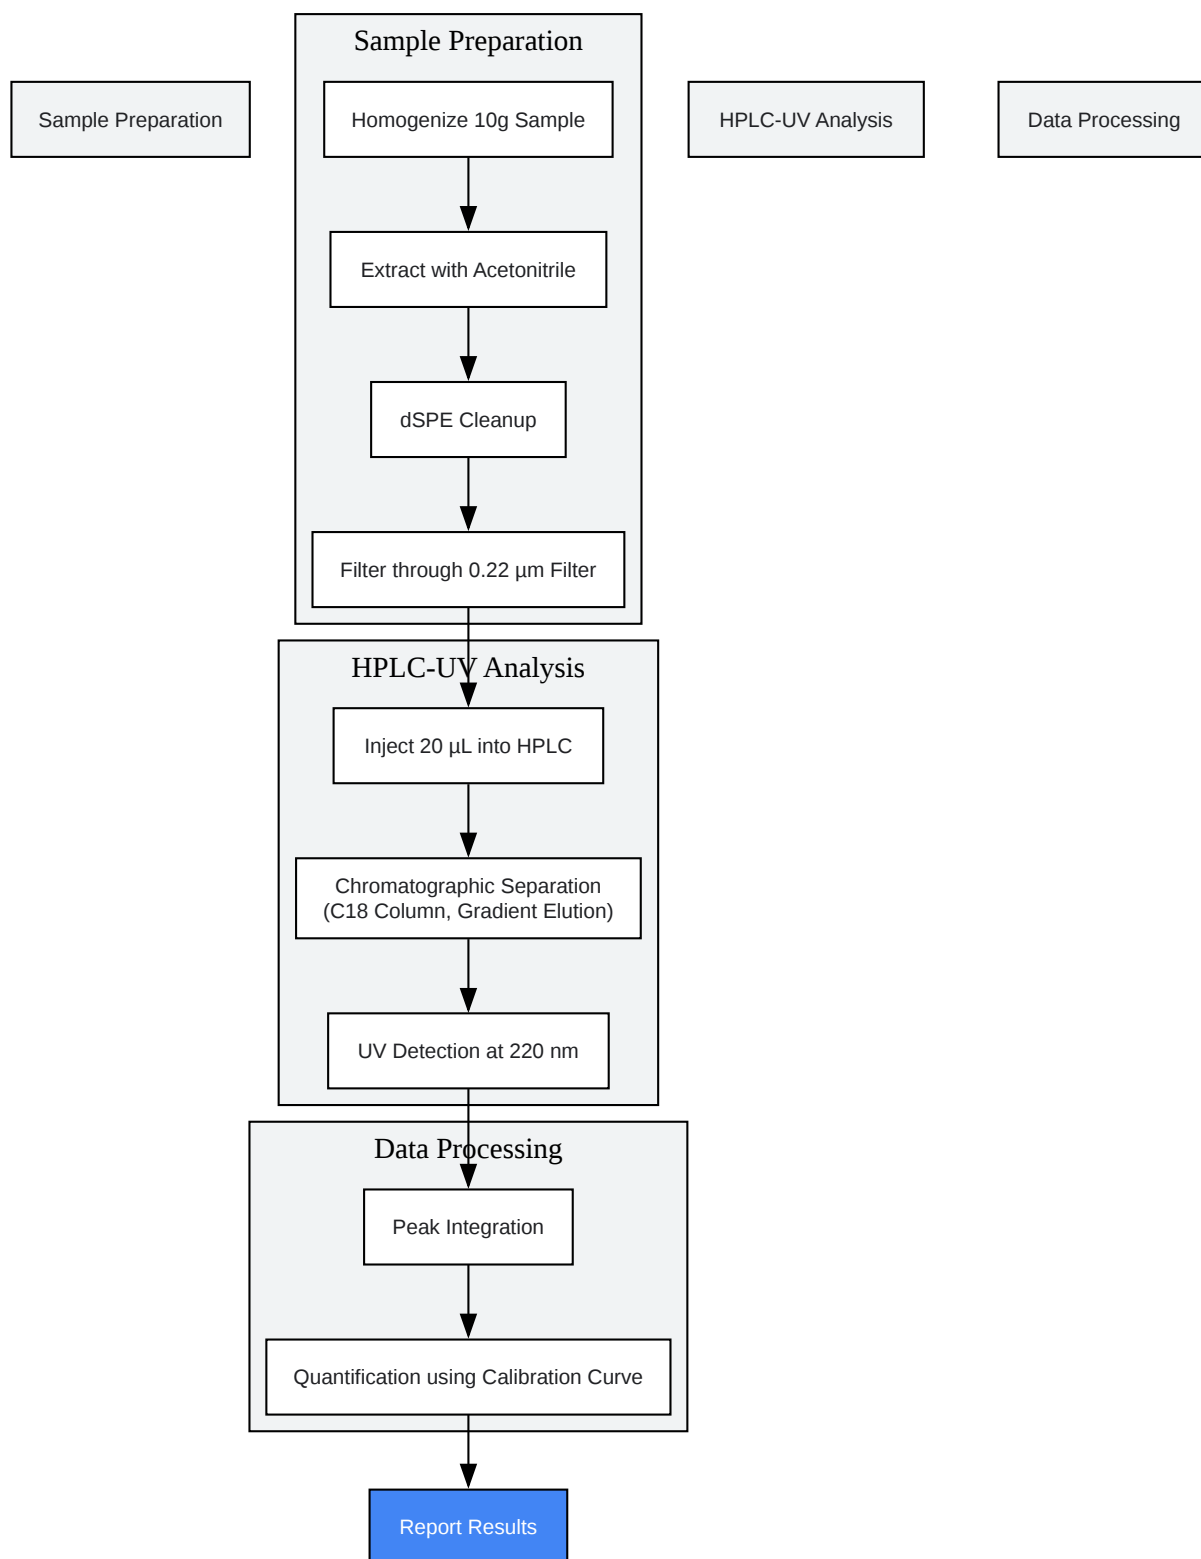 Sample Preparation
Sample Preparation
Homogenize 10g Sample
HPLC-UV Analysis
Data Processing
Extract with Acetonitrile
dSPE Cleanup
Filter through 0.22 µm Filter
HPLC-UV Analysis
Inject 20 µL into HPLC
Chromatographic Separation
(C18 Column, Gradient Elution)
UV Detection at 220 nm
Data Processing
Peak Integration
Quantification using Calibration Curve
Report Results